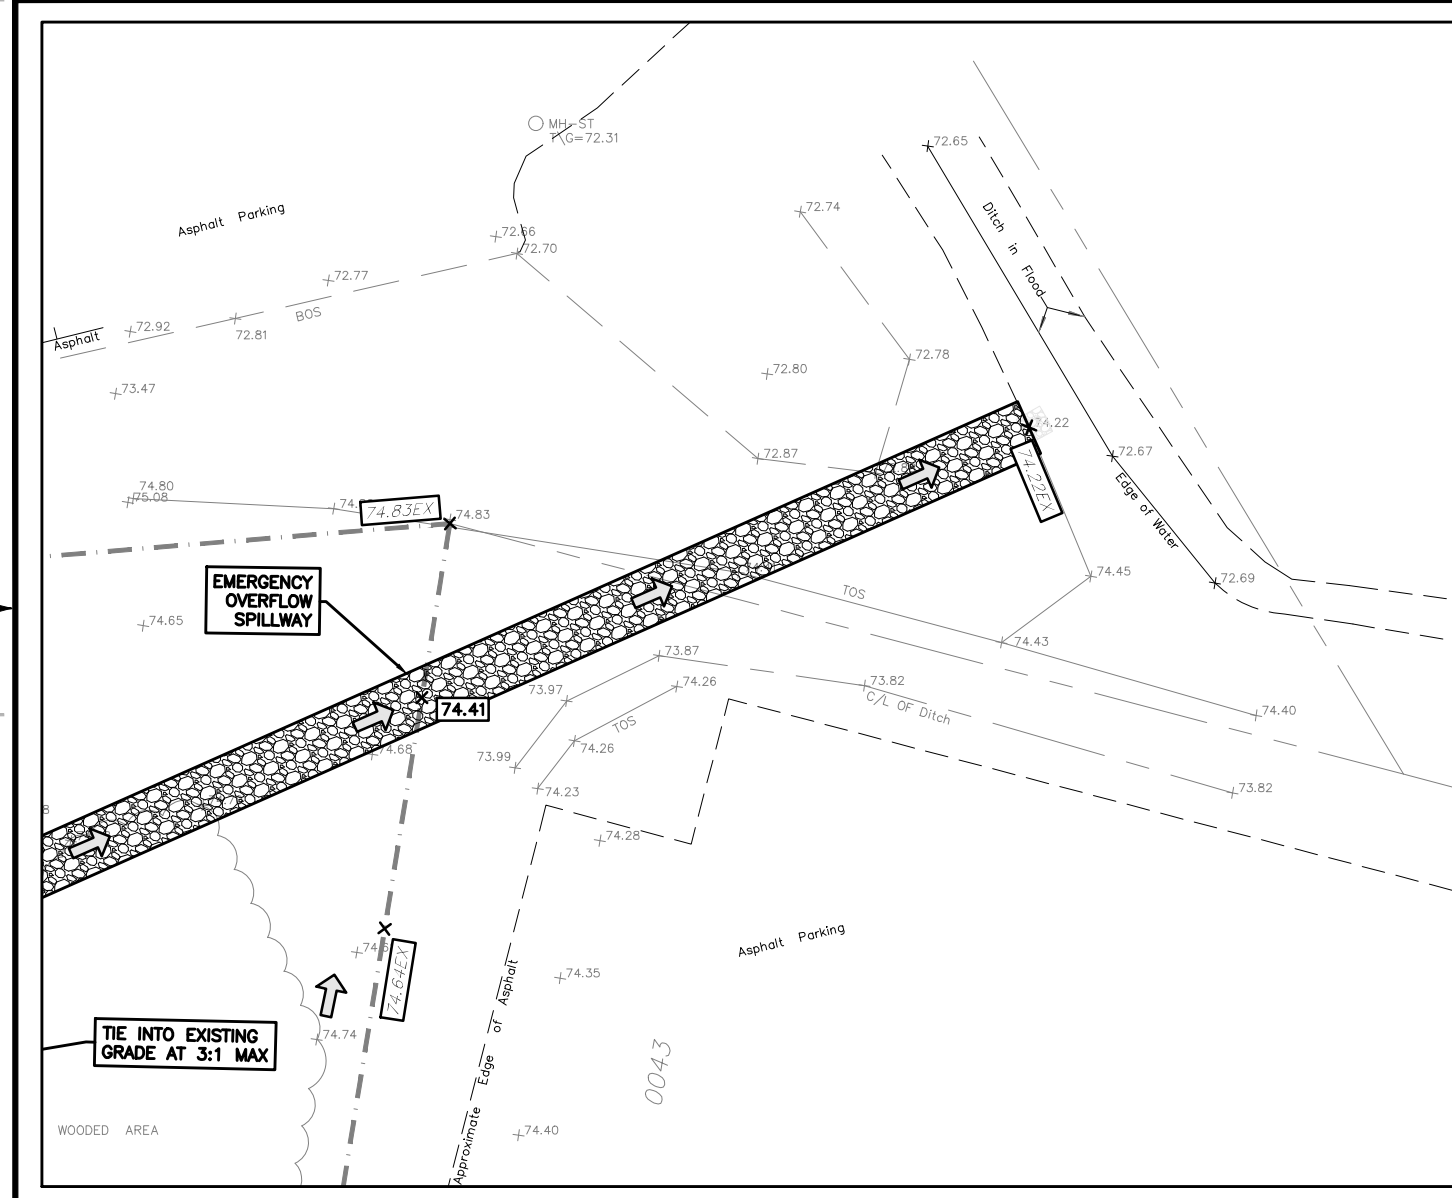 MH-ST
T\G=72.31
72.65
Asphalt Parking
72.74
Ditch in Flood
72.66
72.70
72.77
BOS
72.92
72.81
Asphalt
72.78
72.80
73.47
74.22
72.87
72.67
74.22EX
74.80
75.08
74.83EX
74.83
Edge of Water
EMERGENCY
OVERFLOW
SPILLWAY
74.45
72.69
TOS
74.65
74.43
73.87
74.26
73.97
73.82
C/L OF Ditch
74.41
TOS
74.40
74.68
74.26
73.99
74.23
73.82
74.28
Asphalt Parking
74.64EX
74.35
74.74
TIE INTO EXISTING
GRADE AT 3:1 MAX
0043
Approximate Edge of Asphalt
WOODED AREA
74.40